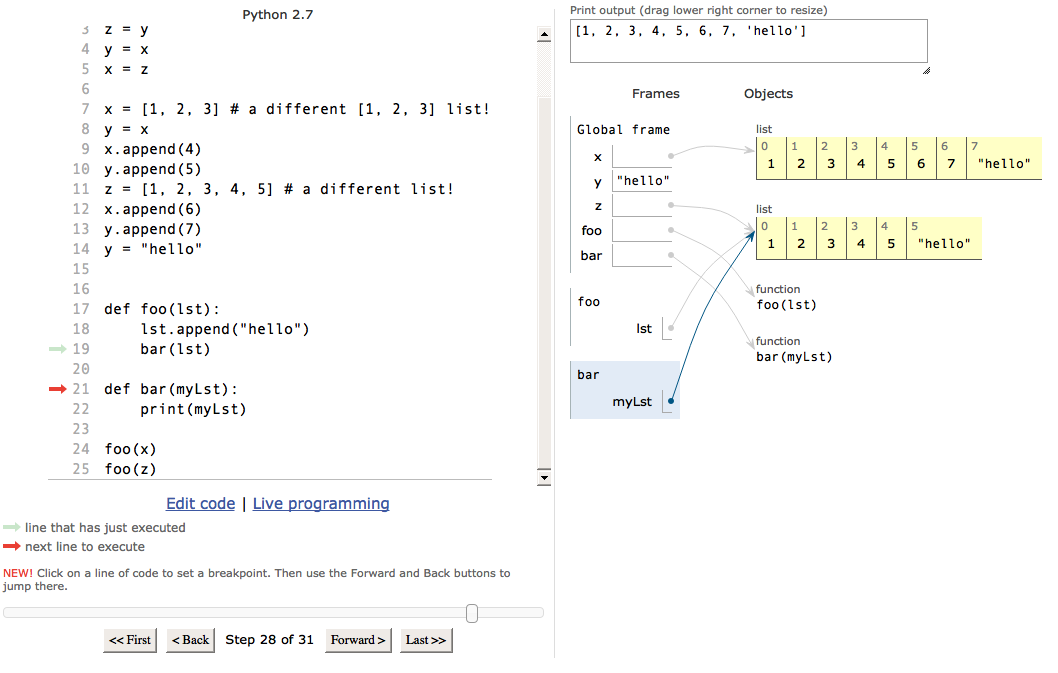 Python 2.7
3 z = y
4 y = x
5 x = z
6
7 x = [1, 2, 3] # a different [1, 2, 3] list!
8 y = x
9 x.append(4)
10 y.append(5)
11 z = [1, 2, 3, 4, 5] # a different list!
12 x.append(6)
13 y.append(7)
14 y = "hello"
15
16
17 def foo(lst):
18     lst.append("hello")
19     bar(lst)
20
21 def bar(myLst):
22     print(myLst)
23
24 foo(x)
25 foo(z)
Edit code | Live programming
line that has just executed
next line to execute
NEW! Click on a line of code to set a breakpoint. Then use the Forward and Back buttons to
jump there.
<< First < Back Step 28 of 31 Forward > Last >>
Print output (drag lower right corner to resize)
[1, 2, 3, 4, 5, 6, 7, 'hello']
Frames Objects
Global frame
x
y "hello"
z
foo
bar
foo
lst
bar
myLst
list
0 1 2 3 4 5 6 7
1 2 3 4 5 6 7 "hello"
list
0 1 2 3 4 5
1 2 3 4 5 "hello"
function
foo(lst)
function
bar(myLst)